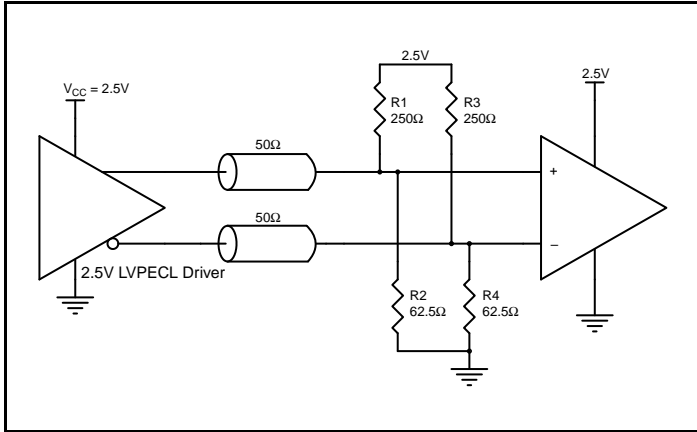 2.5V
2.5V
V_CC = 2.5V
R1
250Ω
R3
250Ω
50Ω
+
50Ω
–
2.5V LVPECL Driver
R2
62.5Ω
R4
62.5Ω